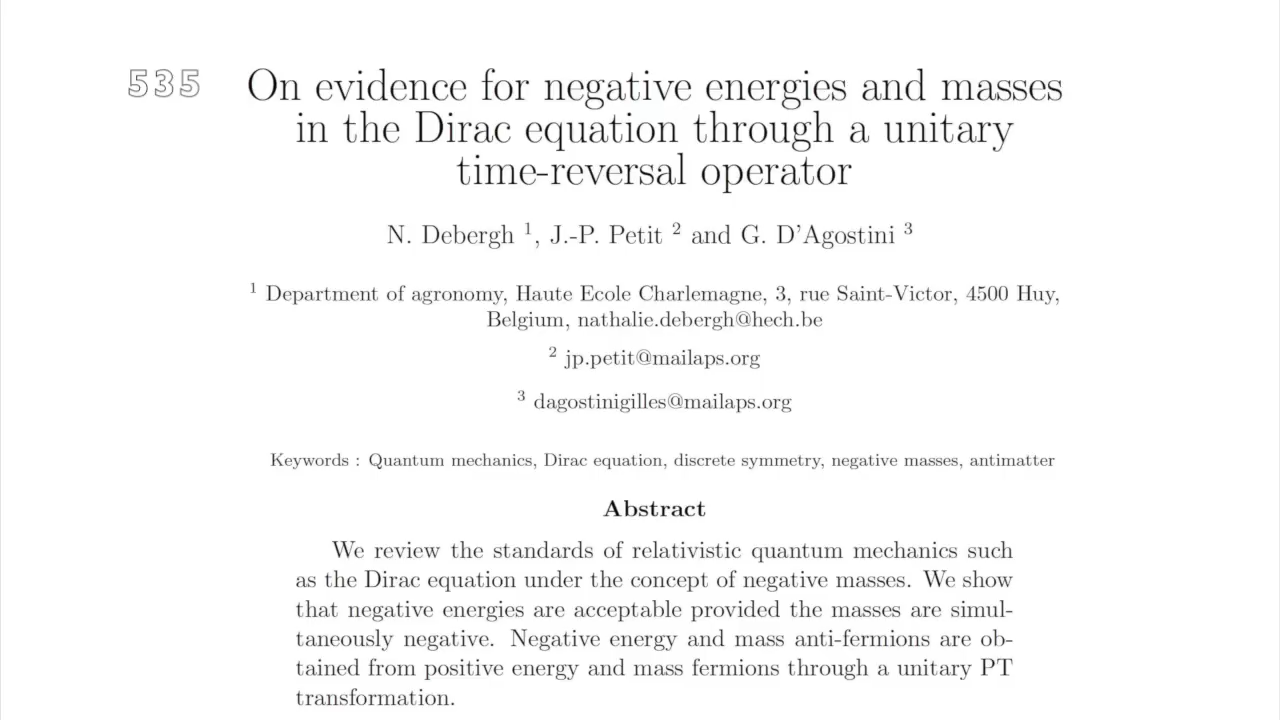 535 On evidence for negative energies and masses
in the Dirac equation through a unitary
time-reversal operator
N. Debergh 1, J.-P. Petit 2 and G. D'Agostini 3
1 Department of agronomy, Haute Ecole Charlemagne, 3, rue Saint-Victor, 4500 Huy,
Belgium, nathalie.debergh@hech.be
2 jp.petit@mailaps.org
3 dagostinigilles@mailaps.org
Keywords : Quantum mechanics, Dirac equation, discrete symmetry, negative masses, antimatter
Abstract
We review the standards of relativistic quantum mechanics such
as the Dirac equation under the concept of negative masses. We show
that negative energies are acceptable provided the masses are simul-
taneously negative. Negative energy and mass anti-fermions are ob-
tained from positive energy and mass fermions through a unitary PT
transformation.